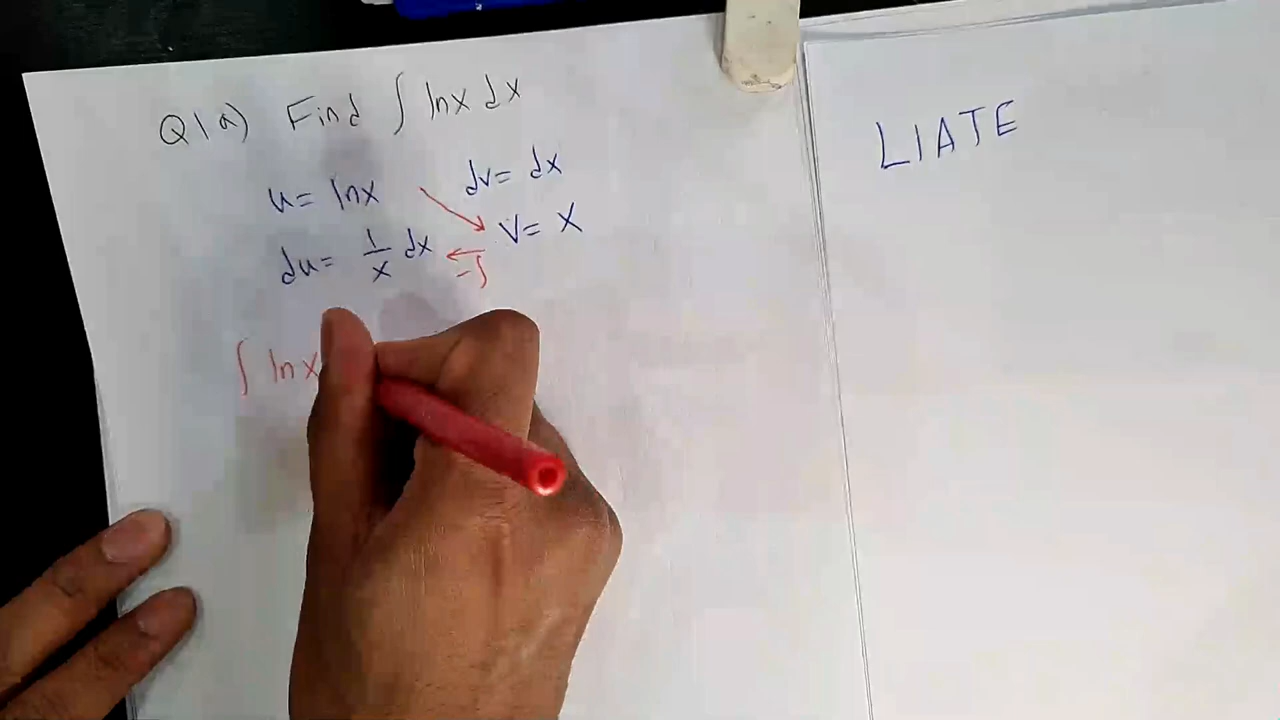 Q1a) Find ∫ lnx dx
u = lnx dv = dx
du = 1/x dx v = x
-∫
∫ lnx
LIATE